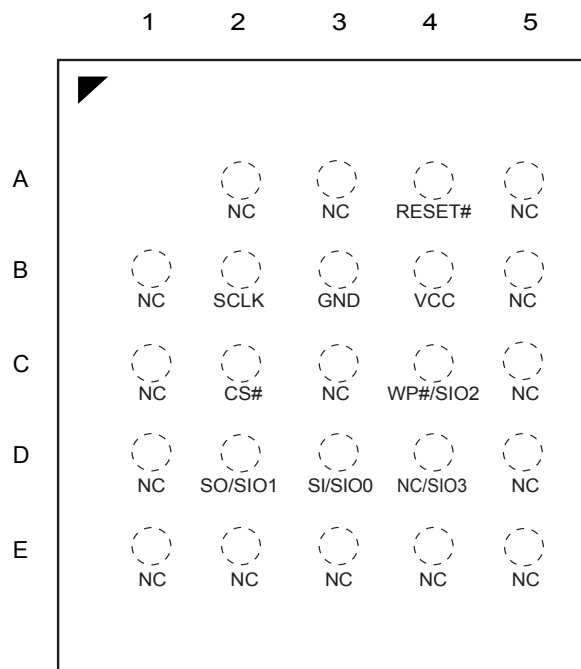 1 2 3 4 5
A
NC NC RESET# NC
B
NC SCLK GND VCC NC
C
NC CS# NC WP#/SIO2 NC
D
NC SO/SIO1 SI/SIO0 NC/SIO3 NC
E
NC NC NC NC NC